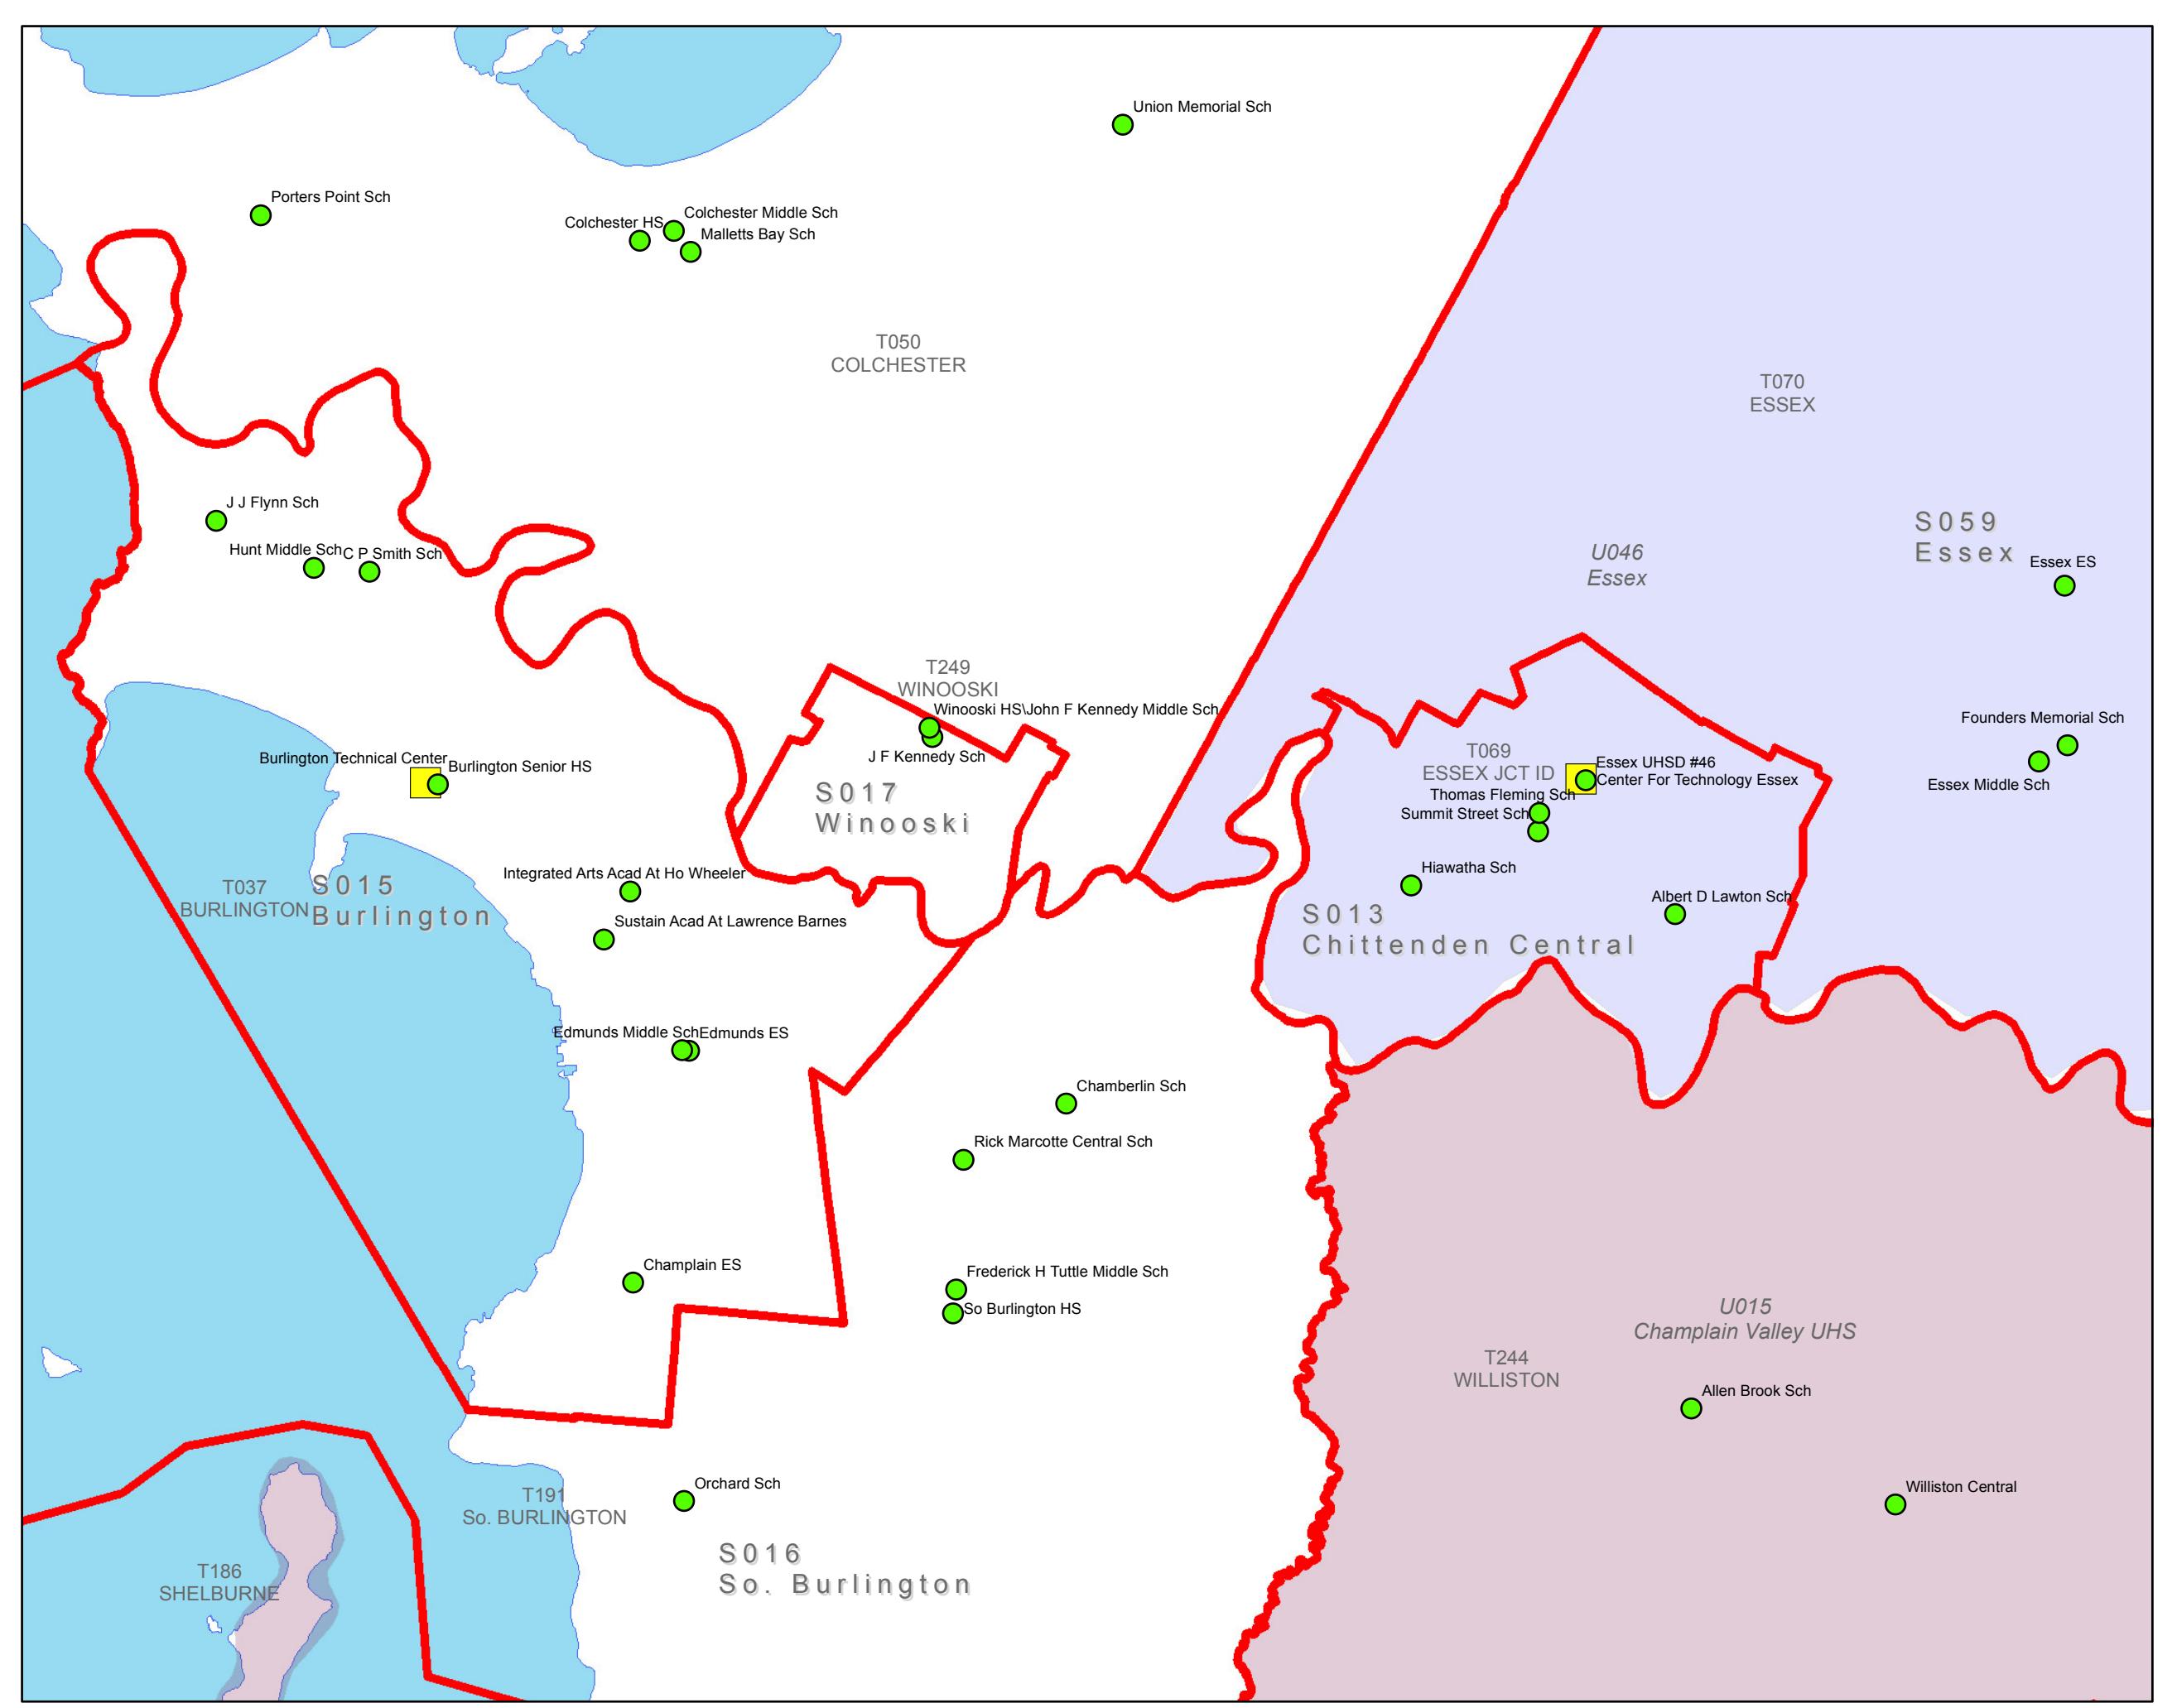 Union Memorial Sch
Porters Point Sch
Colchester HS
Colchester Middle Sch
Malletts Bay Sch
T050
COLCHESTER
T070
ESSEX
J J Flynn Sch
Hunt Middle Sch
C P Smith Sch
S059
Essex
U046
Essex
Essex ES
T249
WINOOSKI
Winooski HS\John F Kennedy Middle Sch
J F Kennedy Sch
Founders Memorial Sch
Essex Middle Sch
Burlington Technical Center
Burlington Senior HS
S017
Winooski
T069
ESSEX JCT ID
Essex UHSD #46
Center For Technology Essex
Thomas Fleming Sch
Summit Street Sch
Hiawatha Sch
Albert D Lawton Sch
Integrated Arts Acad At Ho Wheeler
T037
BURLINGTON
S015
Burlington
Sustain Acad At Lawrence Barnes
S013
Chittenden Central
Edmunds Middle Sch
Edmunds ES
Chamberlin Sch
Rick Marcotte Central Sch
Champlain ES
Frederick H Tuttle Middle Sch
So Burlington HS
U015
Champlain Valley UHS
T244
WILLISTON
Allen Brook Sch
Orchard Sch
T191
So. BURLINGTON
Williston Central
S016
So. Burlington
T186
SHELBURNE